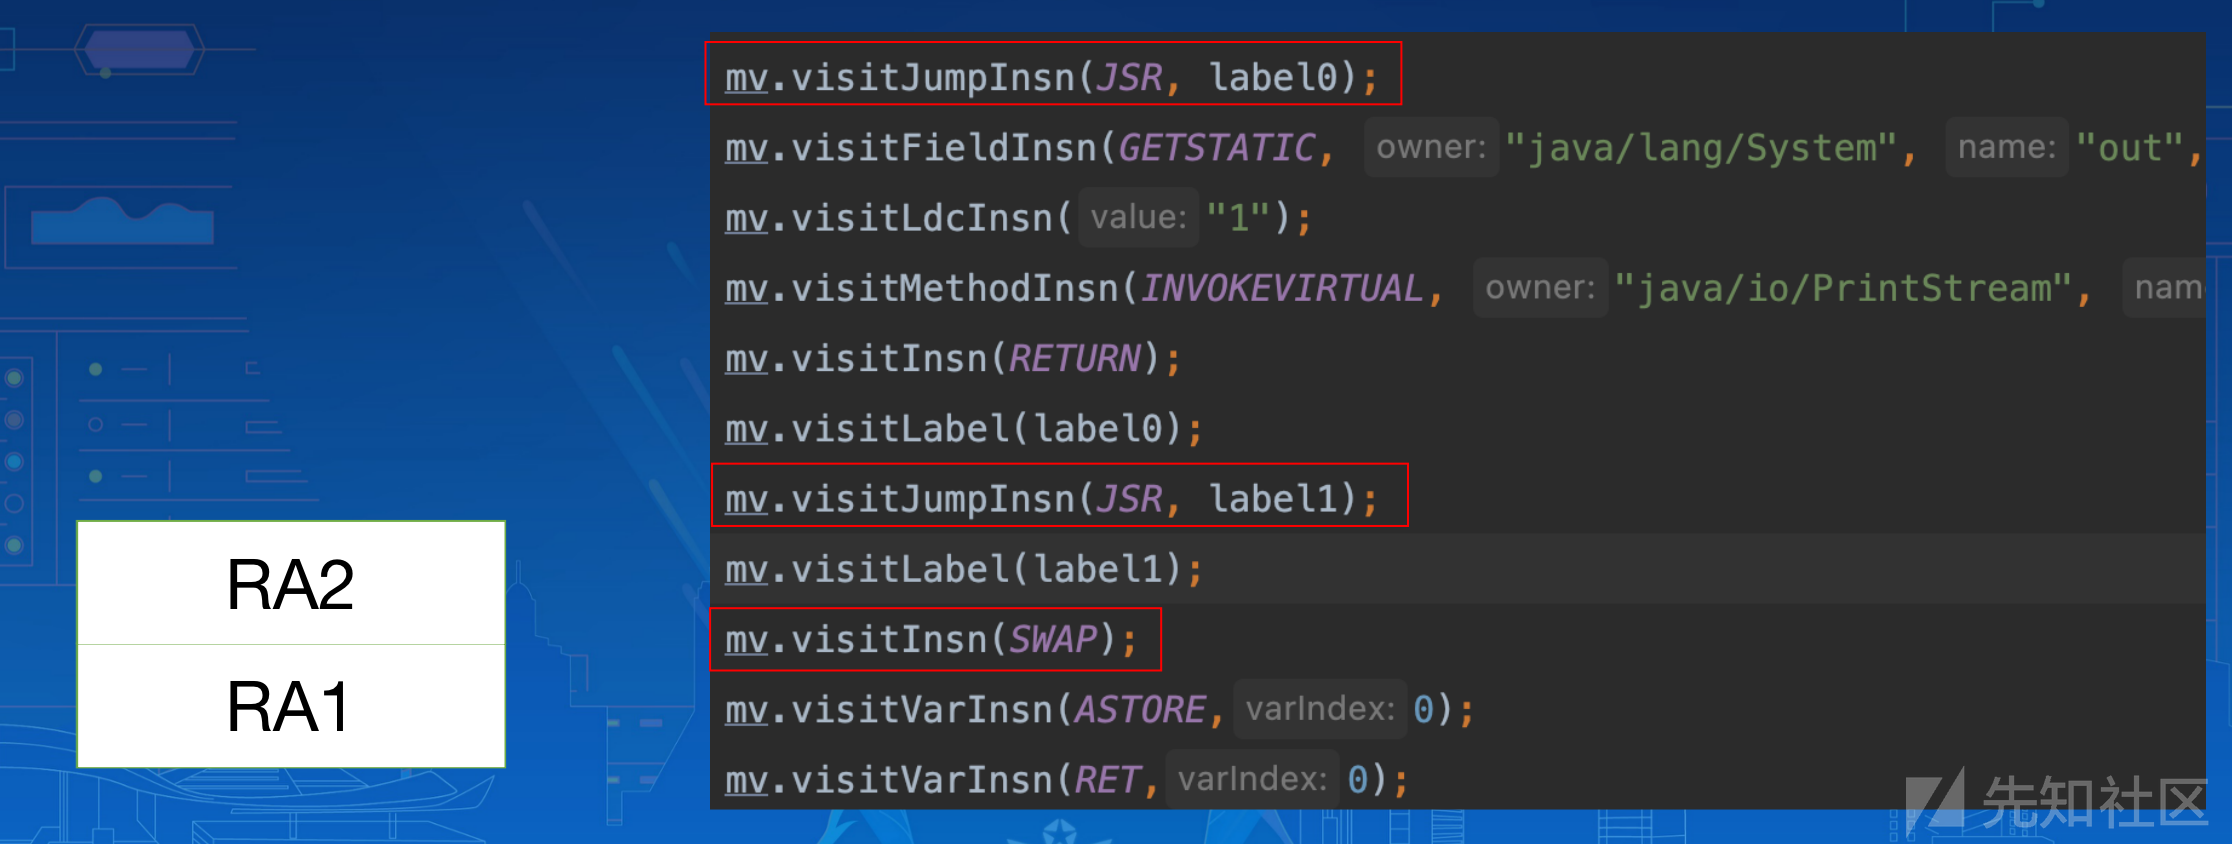 mv.visitJumpInsn(JSR, label0);
mv.visitFieldInsn(GETSTATIC, owner: "java/lang/System", name: "out",
mv.visitLdcInsn( value: "1");
mv.visitMethodInsn(INVOKEVIRTUAL, owner: "java/io/PrintStream", nam
mv.visitInsn(RETURN);
mv.visitLabel(label0);
mv.visitJumpInsn(JSR, label1);
mv.visitLabel(label1);
mv.visitInsn(SWAP);
mv.visitVarInsn(ASTORE, varIndex: 0);
mv.visitVarInsn(RET, varIndex: 0);
RA2
RA1
先知社区